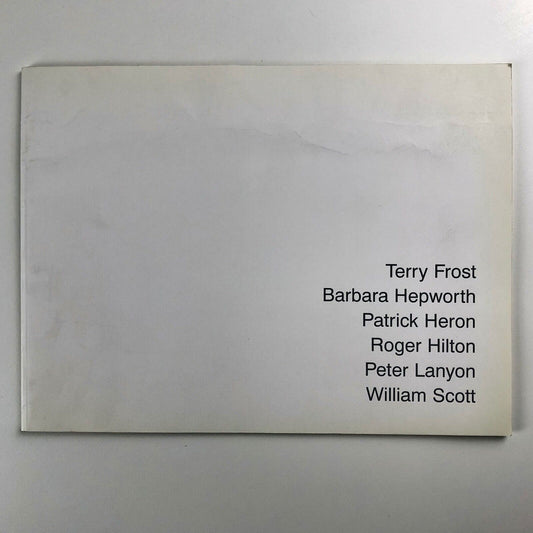 Terry Frost
Barbara Hepworth
Patrick Heron
Roger Hilton
Peter Lanyon
William Scott